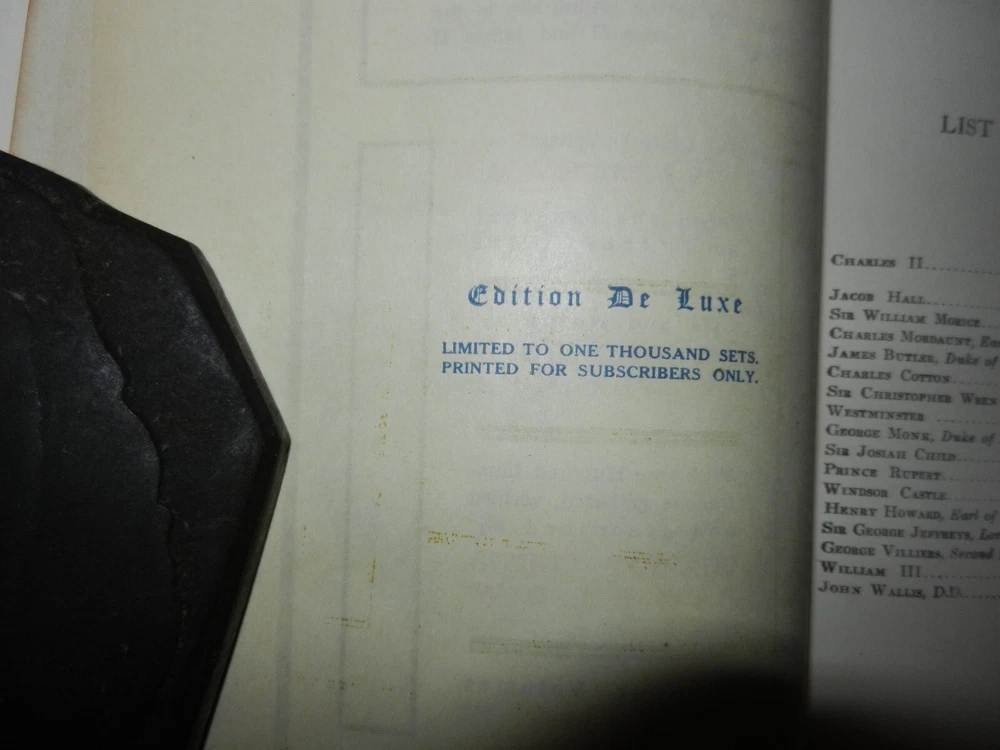 Edition De Luxe
LIMITED TO ONE THOUSAND SETS.
PRINTED FOR SUBSCRIBERS ONLY.
LIST
CHARLES II
JACOB HALL
SIR WILLIAM MORICE
CHARLES MORDAUNT,
JAMES BUTLER, Duke of
CHARLES COTTON
SIR CHRISTOPHER WREN
WESTMINSTER
GEORGE MONK, Duke of
SIR JOSIAH CHILD
PRINCE RUPERT
WINDSOR CASTLE
HENRY HOWARD, Earl of
SIR GEORGE JEFFREYS,
GEORGE VILLIERS, Second
WILLIAM III
JOHN WALLIS, D.D.